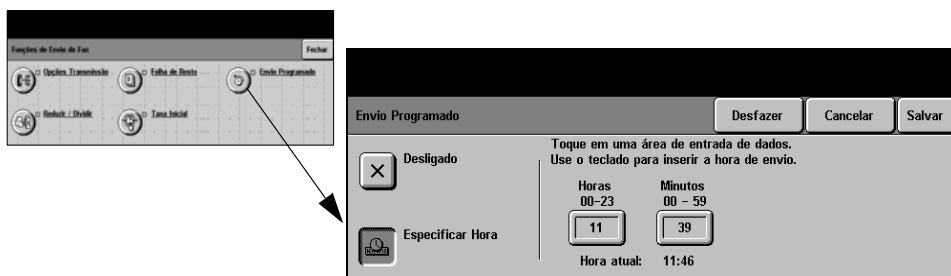 Funções de Envio de Fax
Fechar
Opções Transmissão
Folha de Rosto
Envio Programado
Reduzir / Dividir
Taxa Inicial
Envio Programado
Desfazer
Cancelar
Salvar
Desligado
Toque em uma área de entrada de dados.
Use o teclado para inserir a hora de envio.
Horas
00-23
Minutos
00 - 59
11
39
Especificar Hora
Hora atual: 11:46